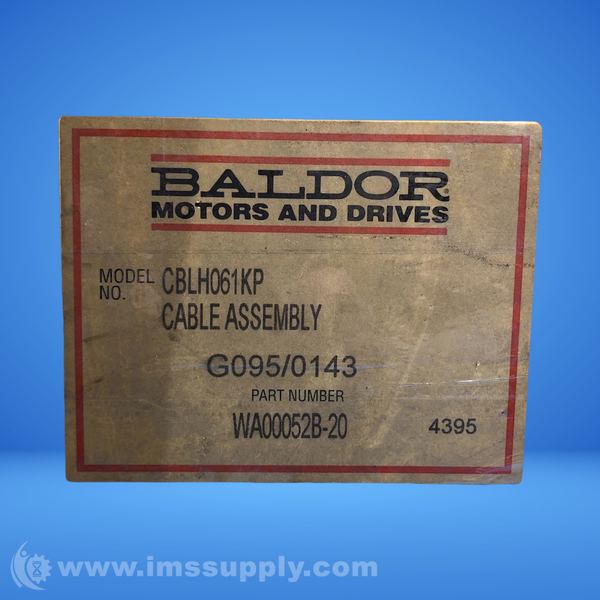 BALDOR®
MOTORS AND DRIVES
MODEL NO. CBLH061KP
CABLE ASSEMBLY
G095/0143
PART NUMBER
WA00052B-20 4395
www.imssupply.com